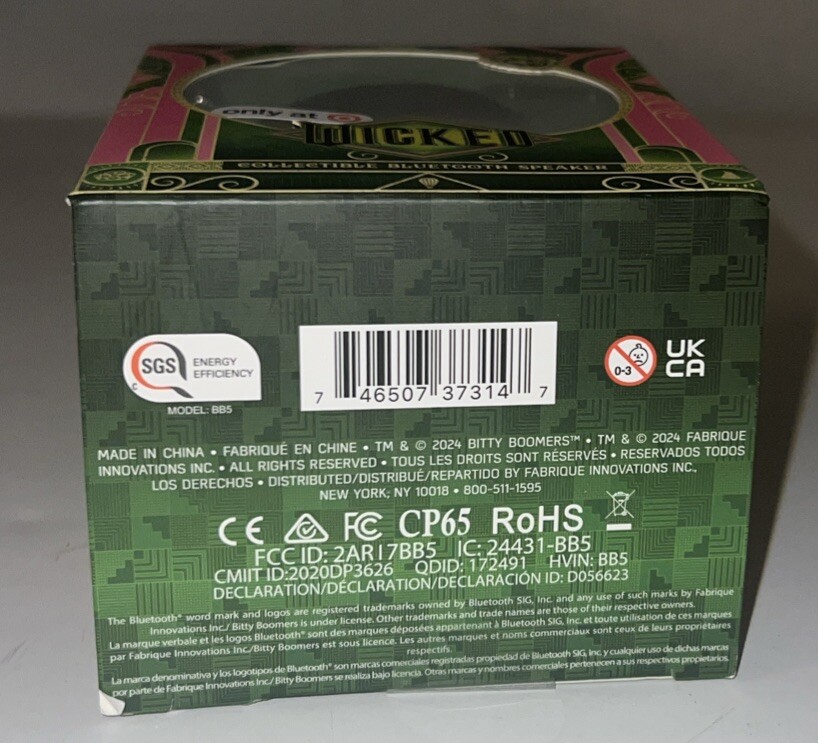 only at
WICKED
COLLECTIBLE BLUETOOTH SPEAKER
SGS
ENERGY
EFFICIENCY
C
MODEL: BB5
7 46507 37314 7
0-3
UK
CA
MADE IN CHINA • FABRIQUÉ EN CHINE • TM & © 2024 BITTY BOOMERS™ • TM & © 2024 FABRIQUE
INNOVATIONS INC. • ALL RIGHTS RESERVED • TOUS LES DROITS SONT RÉSERVÉS • RESERVADOS TODOS
LOS DERECHOS • DISTRIBUTED/DISTRIBUÉ/REPARTIDO BY FABRIQUE INNOVATIONS INC.,
NEW YORK, NY 10018 • 800-511-1595
CE FC CP65 RoHS
FCC ID: 2AR17BB5 IC: 24431-BB5
CMIIT ID:2020DP3626 QDID: 172491 HVIN: BB5
DECLARATION/DÉCLARATION/DECLARACIÓN ID: D056623
The Bluetooth® word mark and logos are registered trademarks owned by Bluetooth SIG, Inc. and any use of such marks by Fabrique
Innovations Inc./ Bitty Boomers is under license. Other trademarks and trade names are those of their respective owners.
La marque verbale et les logos Bluetooth® sont des marques déposées appartenant à Bluetooth SIG, Inc. et toute utilisation de ces marques
par Fabrique Innovations Inc./Bitty Boomers est sous licence. Les autres marques et noms commerciaux sont ceux de leurs propriétaires
respectifs.
La marca denominativa y los logotipos de Bluetooth® son marcas comerciales registradas propiedad de Bluetooth SIG, Inc. y cualquier uso de dichas marcas
por parte de Fabrique Innovations Inc./ Bitty Boomers se realiza bajo licencia. Otras marcas y nombres comerciales pertenecen a sus respectivos propietarios.